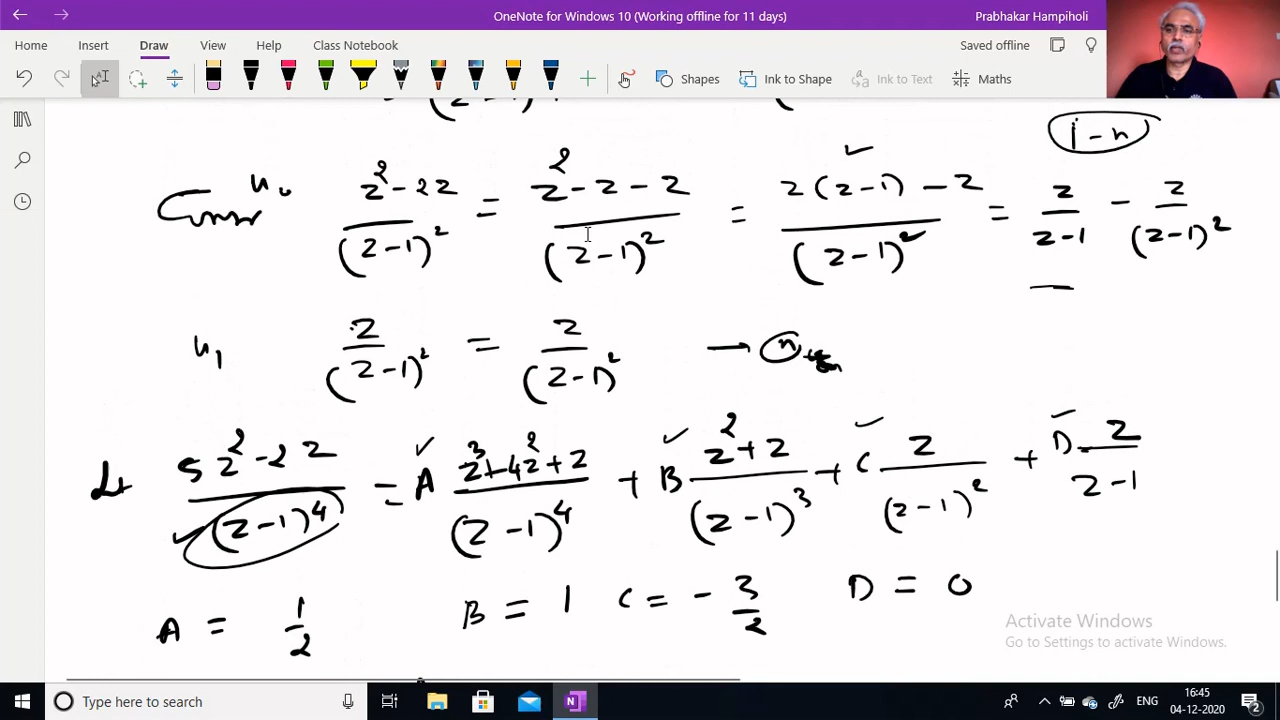 OneNote for Windows 10 (Working offline for 11 days)
Prabhakar Hampiholi
Home Insert Draw View Help Class Notebook
Saved offline
Shapes Ink to Shape Ink to Text Maths
1 - n
Cons u₀ (z² - 2z)/(z - 1)² = (z² - z - z)/(z - 1)² = (z(z - 1) - z)/(z - 1)² = z/(z - 1) - z/(z - 1)²
u₁ z/(z - 1)² = z/(z - 1)² → n
Lt (5z² - 2z)/(z - 1)⁴ = A (z³ + 4z² + z)/(z - 1)⁴ + B (z² + z)/(z - 1)³ + C z/(z - 1)² + D z/(z - 1)
A = 1/2 B = 1 C = - 3/2 D = 0
Activate Windows
Go to Settings to activate Windows.
Type here to search
ENG
16:45
04-12-2020
2